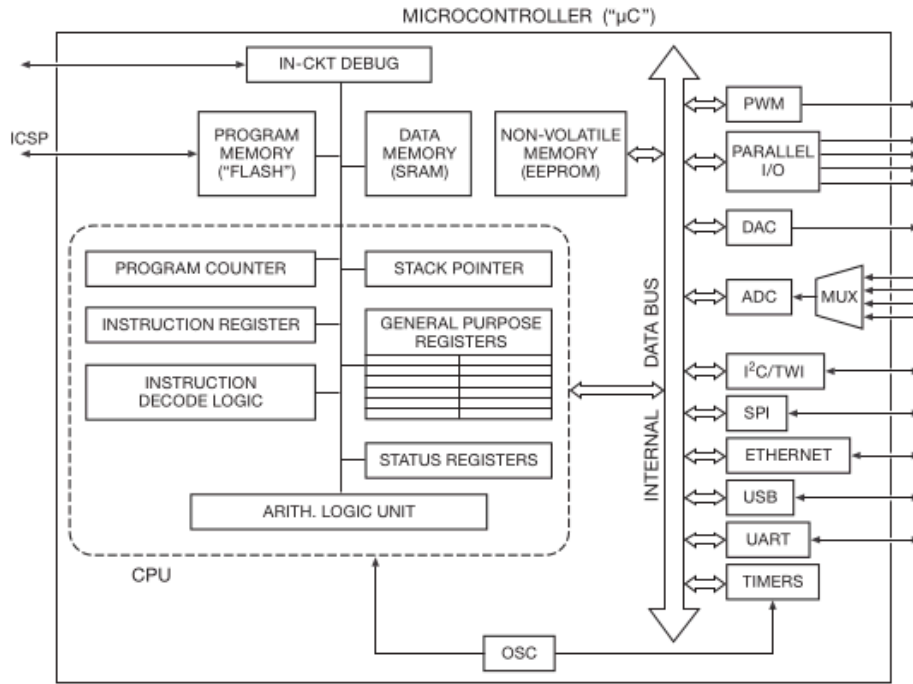 MICROCONTROLLER ("µC")
IN-CKT DEBUG
ICSP
PROGRAM
MEMORY
("FLASH")
DATA
MEMORY
(SRAM)
NON-VOLATILE
MEMORY
(EEPROM)
PROGRAM COUNTER
STACK POINTER
INSTRUCTION REGISTER
GENERAL PURPOSE
REGISTERS
INSTRUCTION
DECODE LOGIC
STATUS REGISTERS
ARITH. LOGIC UNIT
CPU
OSC
INTERNAL DATA BUS
PWM
PARALLEL
I/O
DAC
ADC
MUX
I²C/TWI
SPI
ETHERNET
USB
UART
TIMERS